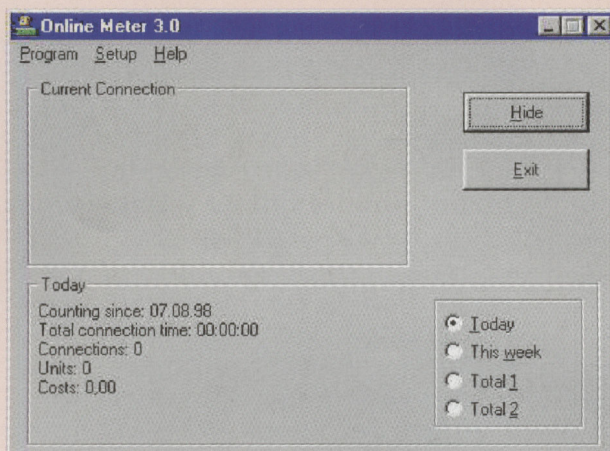 Online Meter 3.0
Program Setup Help
Current Connection
Hide
Exit
Today
Counting since: 07.08.98
Total connection time: 00:00:00
Connections: 0
Units: 0
Costs: 0,00
Today
This week
Total 1
Total 2